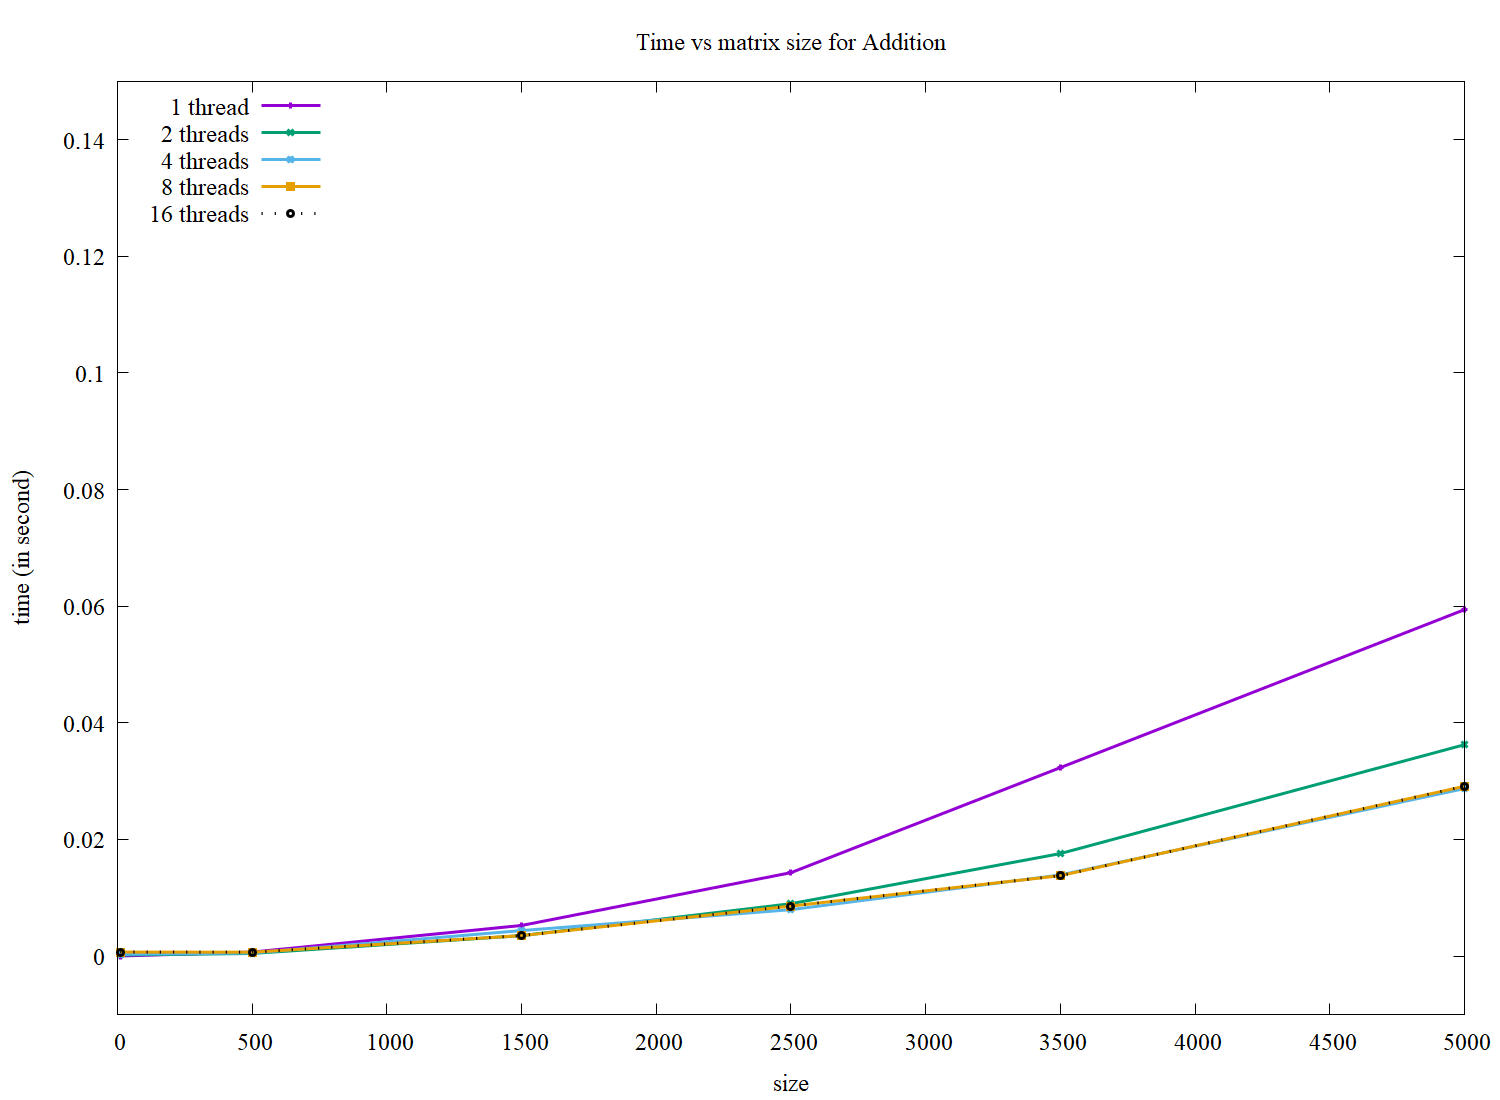 Time vs matrix size for Addition
1 thread
2 threads
4 threads
8 threads
16 threads
0.14
0.12
0.1
0.08
0.06
0.04
0.02
0
time (in second)
0 500 1000 1500 2000 2500 3000 3500 4000 4500 5000
size